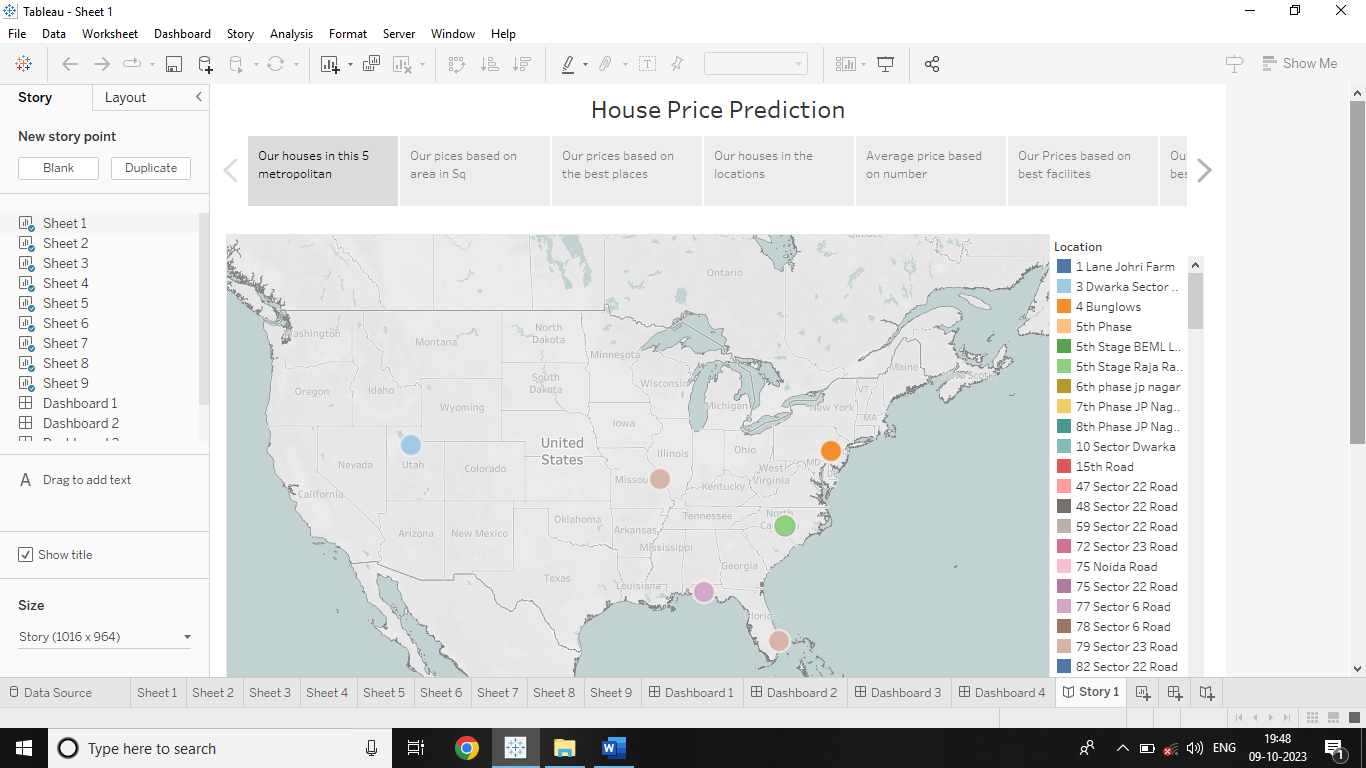 Tableau - Sheet 1
File Data Worksheet Dashboard Story Analysis Format Server Window Help
Show Me
Story Layout
New story point
Blank Duplicate
Sheet 1
Sheet 2
Sheet 3
Sheet 4
Sheet 5
Sheet 6
Sheet 7
Sheet 8
Sheet 9
Dashboard 1
Dashboard 2
A Drag to add text
Show title
Size
Story (1016 x 964)
House Price Prediction
Our houses in this 5
metropolitan
Our pices based on
area in Sq
Our prices based on
the best places
Our houses in the
locations
Average price based
on number
Our Prices based on
best facilites
Ou
bes
Ontario
Washington
Montana
North
Dakota
Minnesota
Oregon
Idaho
South
Dakota
Wisconsin
Michigan
Maine
Nova Scotia
VT
New York
MA
Wyoming
Iowa
Nevada
Utah
Colorado
United
States
Illinois
Ohio
MD
DE
West
Virginia
Missou
Kentucky
California
Arizona
New Mexico
Oklahoma
Arkansas
Tennessee
North
Mississippi
Georgia
Texas
Louisiana
Florida
Location
1 Lane Johri Farm
3 Dwarka Sector ..
4 Bunglows
5th Phase
5th Stage BEML L..
5th Stage Raja Ra..
6th phase jp nagar
7th Phase JP Nag..
8th Phase JP Nag..
10 Sector Dwarka
15th Road
47 Sector 22 Road
48 Sector 22 Road
59 Sector 22 Road
72 Sector 23 Road
75 Noida Road
75 Sector 22 Road
77 Sector 6 Road
78 Sector 6 Road
79 Sector 23 Road
82 Sector 22 Road
Data Source Sheet 1 Sheet 2 Sheet 3 Sheet 4 Sheet 5 Sheet 6 Sheet 7 Sheet 8 Sheet 9 Dashboard 1 Dashboard 2 Dashboard 3 Dashboard 4 Story 1
Type here to search
ENG
19:48
09-10-2023
1